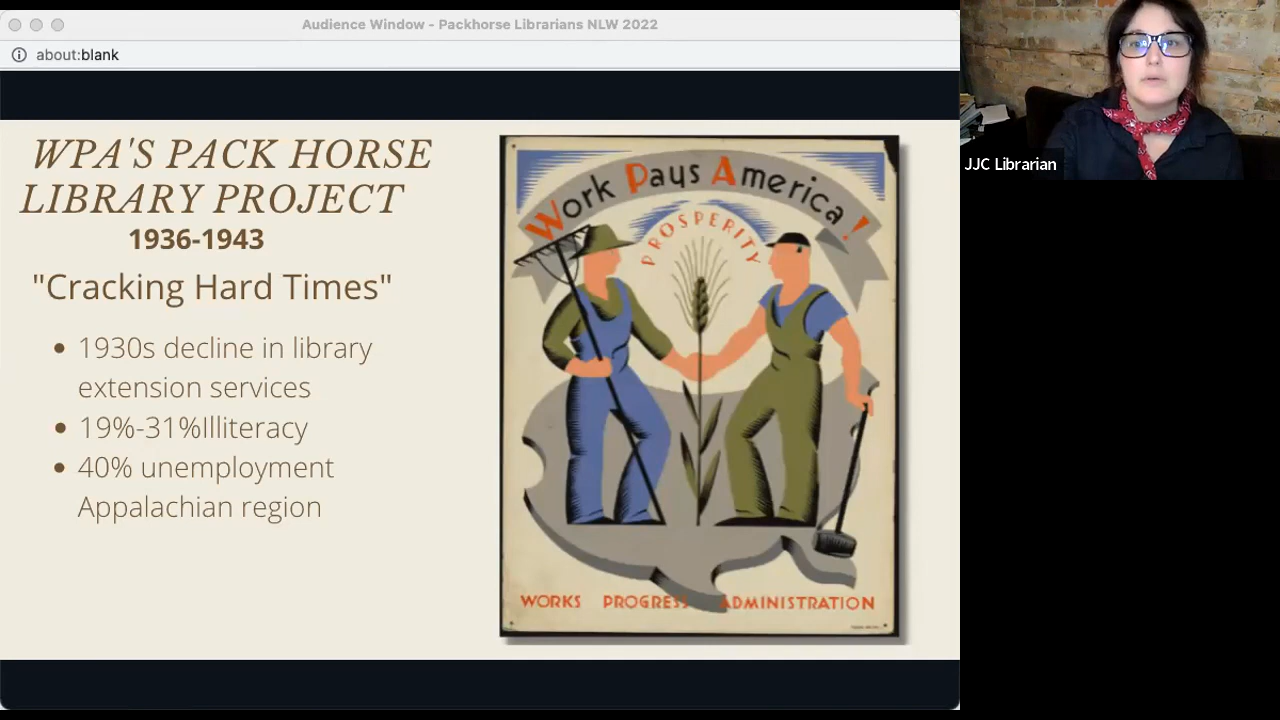 Audience Window - Packhorse Librarians NLW 2022
about:blank
WPA'S PACK HORSE
LIBRARY PROJECT
1936-1943
"Cracking Hard Times"
• 1930s decline in library
extension services
• 19%-31%Illiteracy
• 40% unemployment
Appalachian region
Work Pays America!
PROSPERITY
WORKS PROGRESS ADMINISTRATION
JJC Librarian